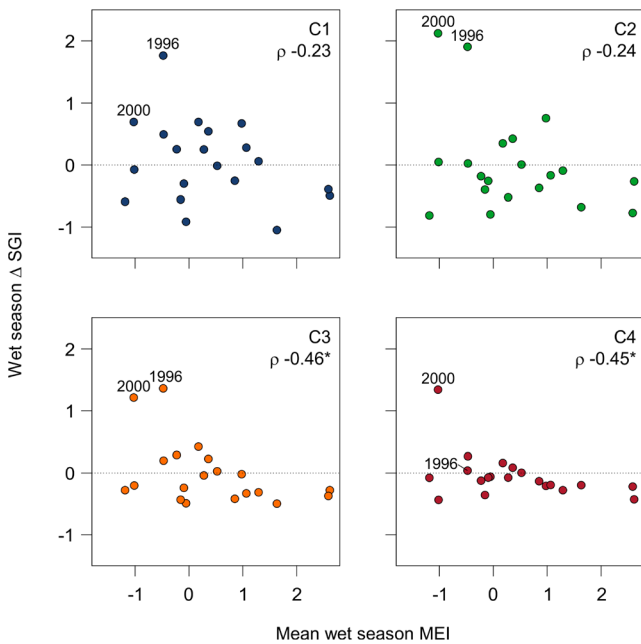 C1
ρ -0.23
1996
2000
C2
ρ -0.24
2000
1996
C3
ρ -0.46*
2000
1996
C4
ρ -0.45*
2000
1996
2
1
0
-1
2
1
0
-1
-1
0
1
2
-1
0
1
2
Wet season Δ SGI
Mean wet season MEI